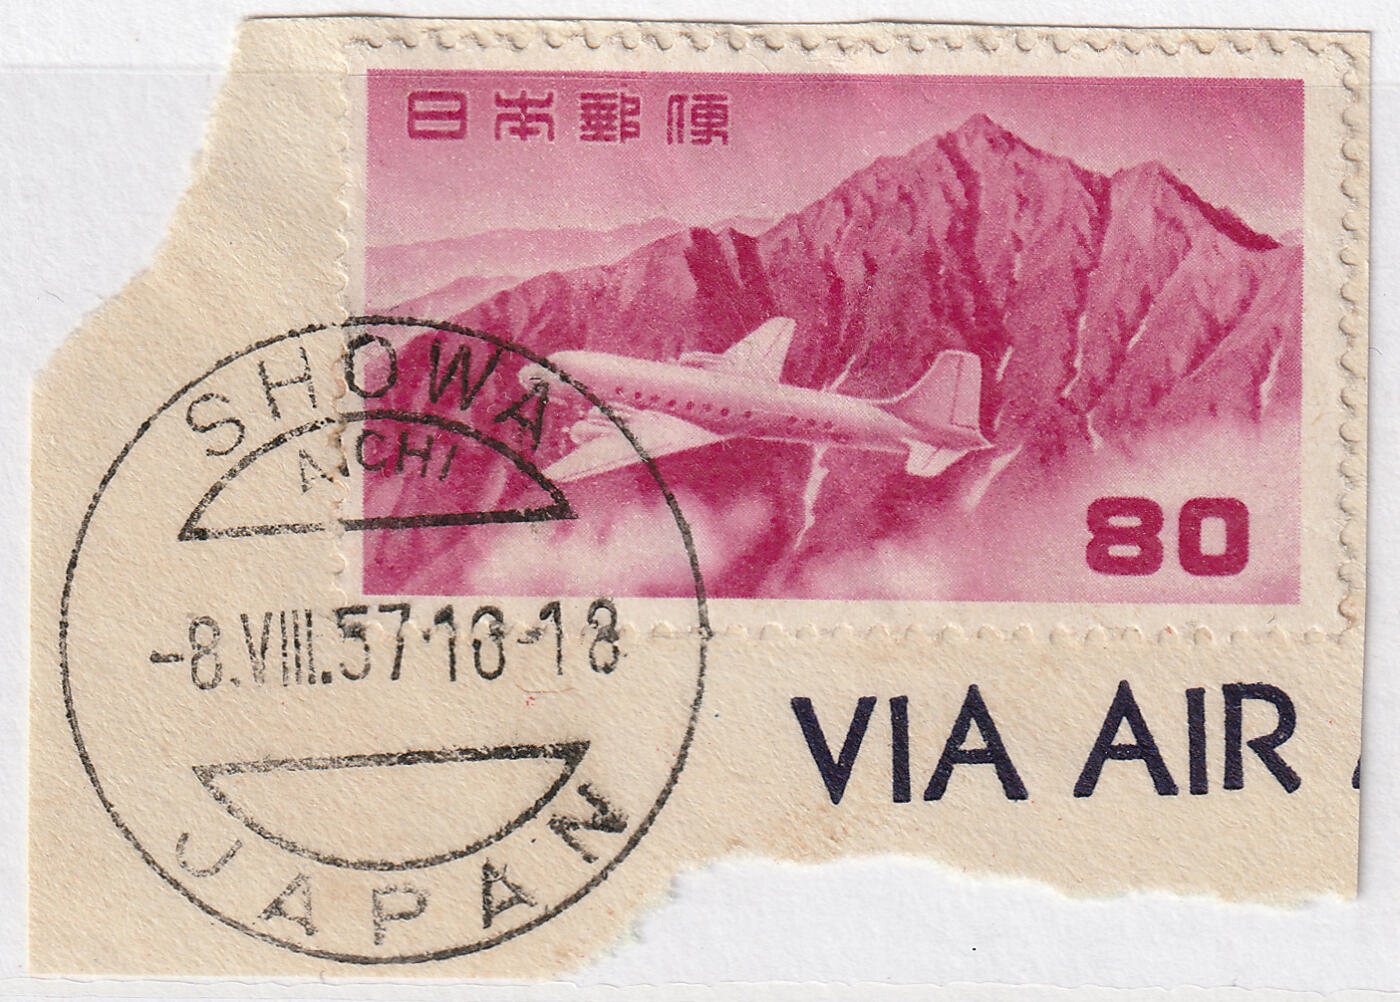 日本郵便
80
SHOWA
AICHI
-8.VIII.57.16-18
JAPAN
VIA AIR